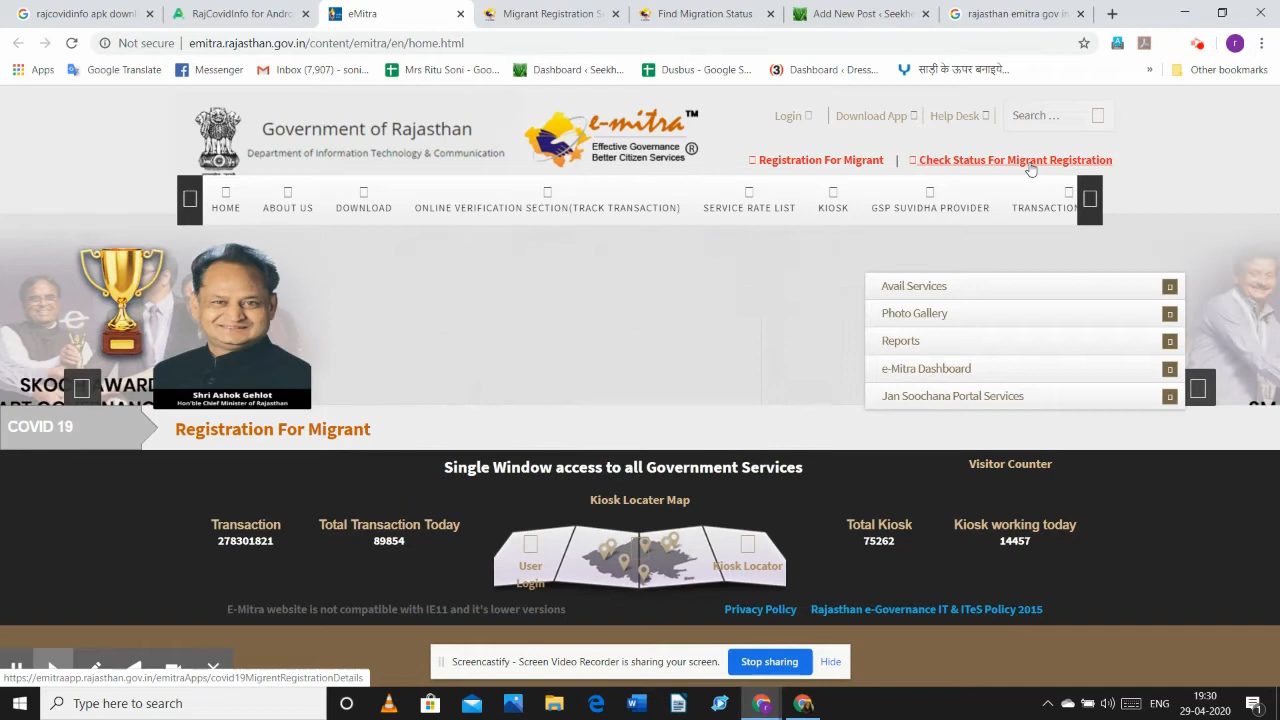 rajcovidinfo apk downl
RajCovidInfo for Androi
eMitra
Migrant Registration Se
Find Migration Status
Add New Post ‹ Seekhe
rajasthan emitra gov in
Not secure | emitra.rajasthan.gov.in/content/emitra/en/home.html
Apps
Google Translate
Messenger
Inbox (7,907) - soni...
Mrs Ritu Soni - Goo...
Dashboard ‹ Seekh...
Dusbus - Google S...
(3) Dashboard ‹ Dress...
साड़ी के ऊपर बनाइपे...
Other bookmarks
Government of Rajasthan
Department of Information Technology & Communication
e-mitra™
Effective Governance
Better Citizen Services ®
Login
Download App
Help Desk
Search ...
Registration For Migrant | Check Status For Migrant Registration
HOME
ABOUT US
DOWNLOAD
ONLINE VERIFICATION SECTION(TRACK TRANSACTION)
SERVICE RATE LIST
KIOSK
GSP SUVIDHA PROVIDER
TRANSACTION
Avail Services
Photo Gallery
Reports
e-Mitra Dashboard
Jan Soochana Portal Services
SKOC AWARD
Shri Ashok Gehlot
Hon'ble Chief Minister of Rajasthan
COVID 19
Registration For Migrant
Single Window access to all Government Services
Visitor Counter
Kiosk Locater Map
Transaction
278301821
Total Transaction Today
89854
User Login
Kiosk Locator
Total Kiosk
75262
Kiosk working today
14457
E-Mitra website is not compatible with IE11 and it's lower versions
Privacy Policy
Rajasthan e-Governance IT & ITeS Policy 2015
Screencastify - Screen Video Recorder is sharing your screen.
Stop sharing
Hide
https://emitraapp.rajasthan.gov.in/emitraApps/covid19MigrentRegistrationDetails
Type here to search
ENG
19:30
29-04-2020